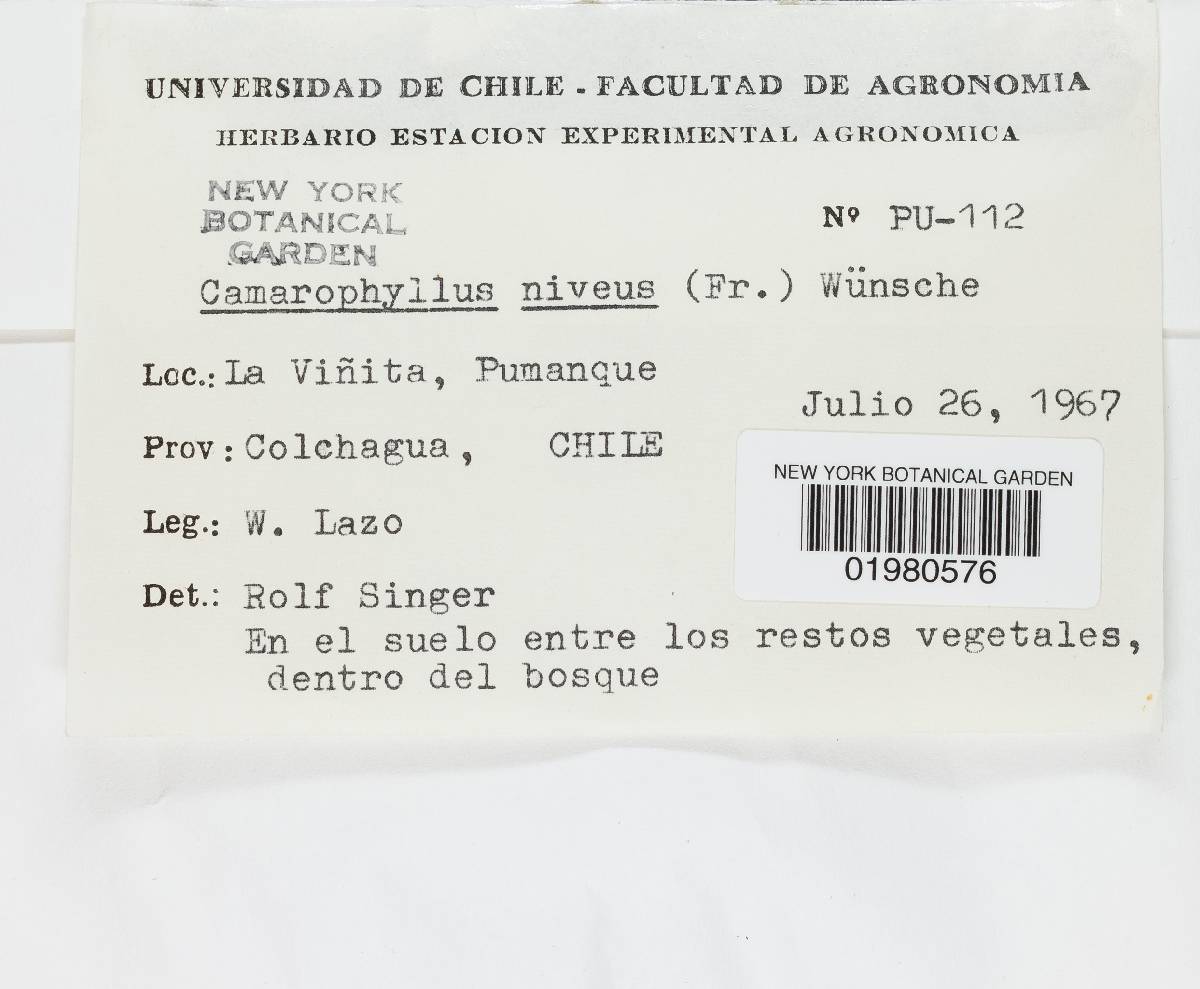 UNIVERSIDAD DE CHILE - FACULTAD DE AGRONOMIA
HERBARIO ESTACION EXPERIMENTAL AGRONOMICA
NEW YORK
BOTANICAL
GARDEN
Nº PU-112
Camarophyllus niveus (Fr.) Wünsche
Loc.: La Viñita, Pumanque
Julio 26, 1967
Prov: Colchagua, CHILE
NEW YORK BOTANICAL GARDEN
01980576
Leg.: W. Lazo
Det.: Rolf Singer
En el suelo entre los restos vegetales,
dentro del bosque